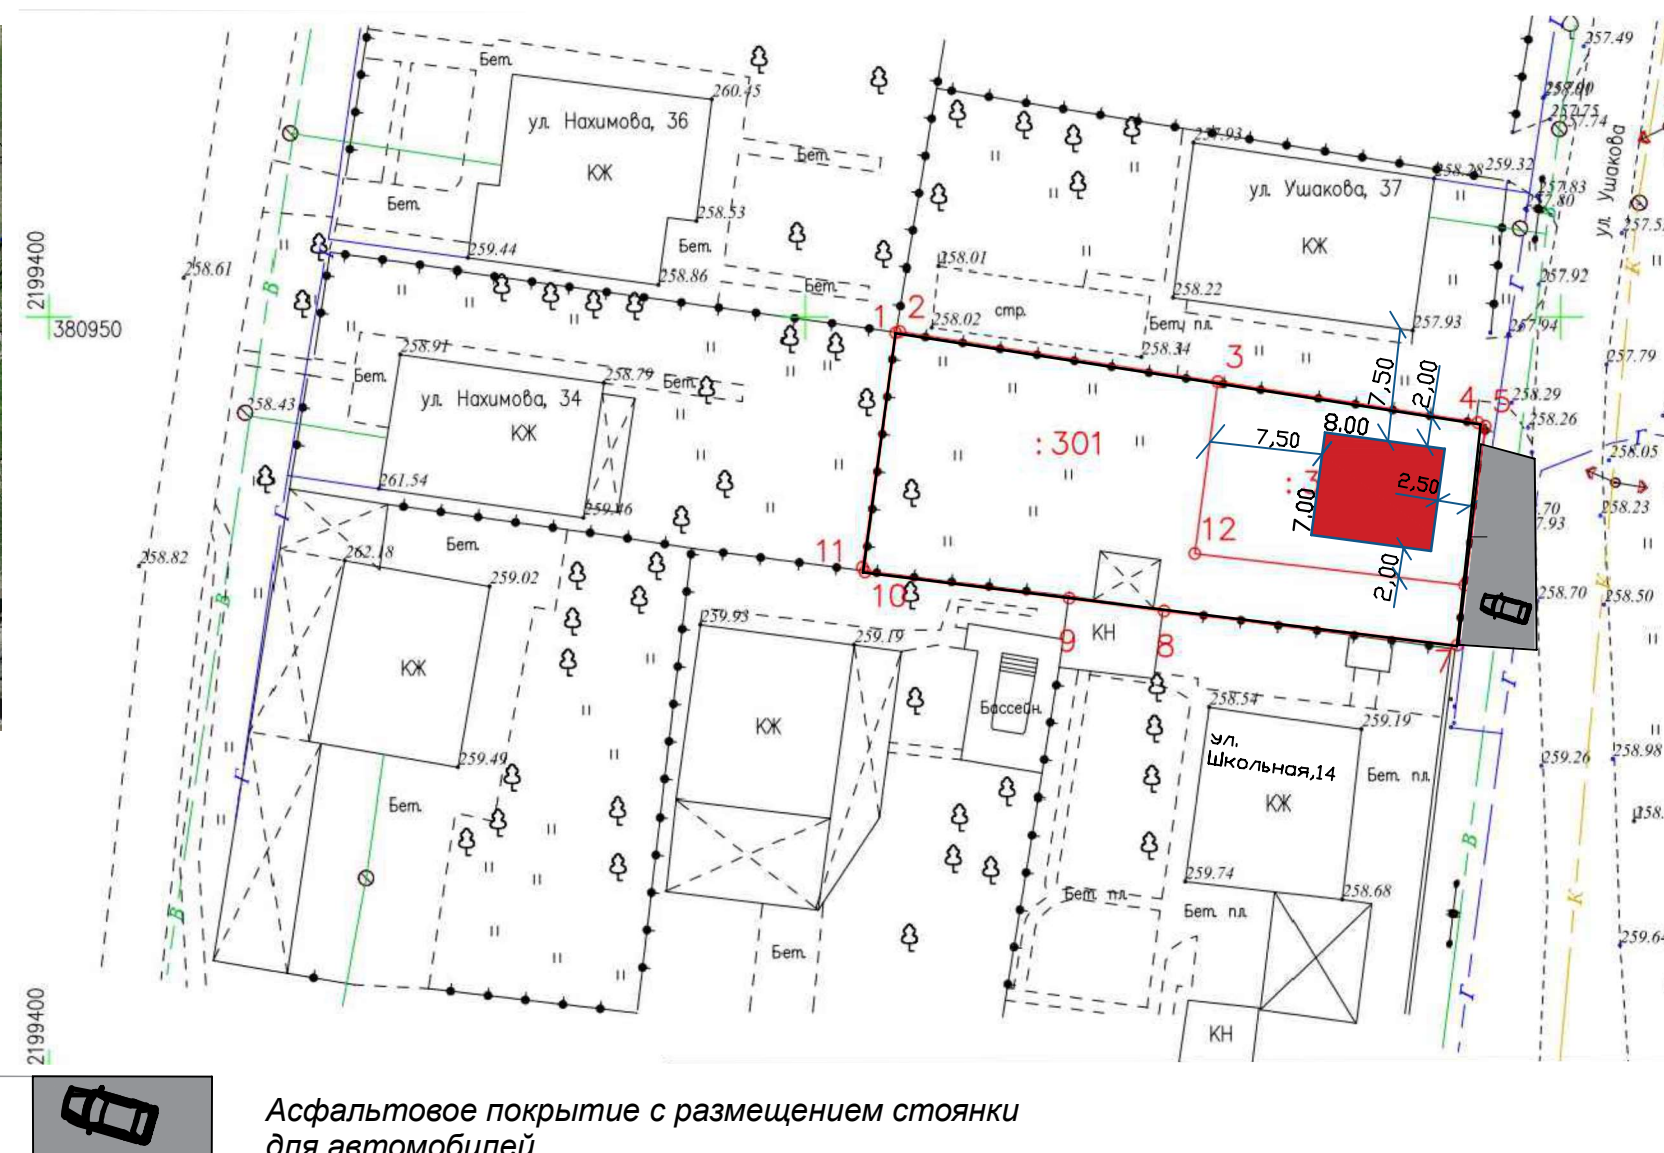 257.49
Бет.
260.45
258.01
257.00
257.75
257.74
ул. Нахимова, 36
257.93
ул. Ушакова
Бет.
258.28
259.32
КЖ
257.83
257.80
ул. Ушакова, 37
Бет.
258.53
В
2199400
259.44
Бет.
КЖ
258.61
258.86
258.01
К
257.92
В
Бет.
Г
258.22
380950
1
2
258.02
стр.
Бет. пл.
257.93
257.94
258.34
3
257.79
258.91
Бет.
258.79
Бет.
7,50
2,00
ул. Нахимова, 34
258.43
КЖ
4
5
258.29
258.26
:301
7,50
8,00
Г
258.05
261.54
2,50
:3
7,00
259.46
258.23
Г
12
Бет.
11
258.82
262.18
259.02
10
2,00
258.70
258.50
К
В
259.93
259.19
КН
9
8
7
КЖ
Г
Бассейн.
258.54
259.19
КЖ
ул.
Школьная,14
259.49
Бет. пл.
259.26
258.98
Г
Бет.
КЖ
В
259.74
258.68
Бет. пл.
К
Бет. пл.
В
Бет.
Г
2199400
КН
Асфальтовое покрытие с размещением стоянки
для автомобилей